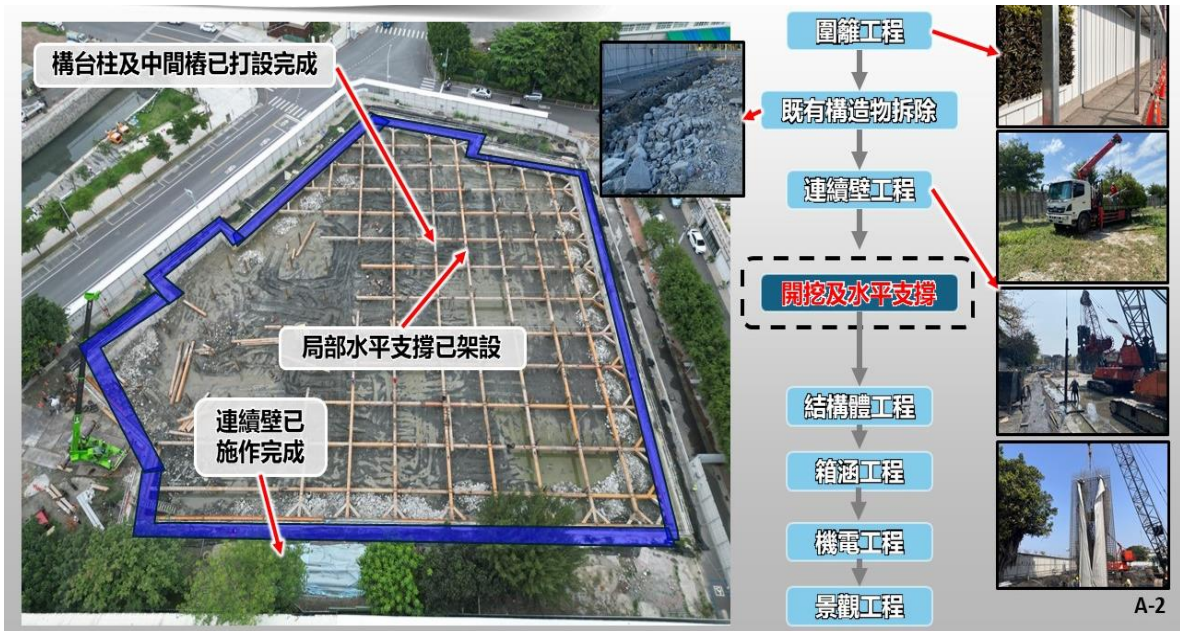 構台柱及中間樁已打設完成
局部水平支撐已架設
連續壁已
施作完成
圍籬工程
既有構造物拆除
連續壁工程
開挖及水平支撐
結構體工程
箱涵工程
機電工程
景觀工程
A-2